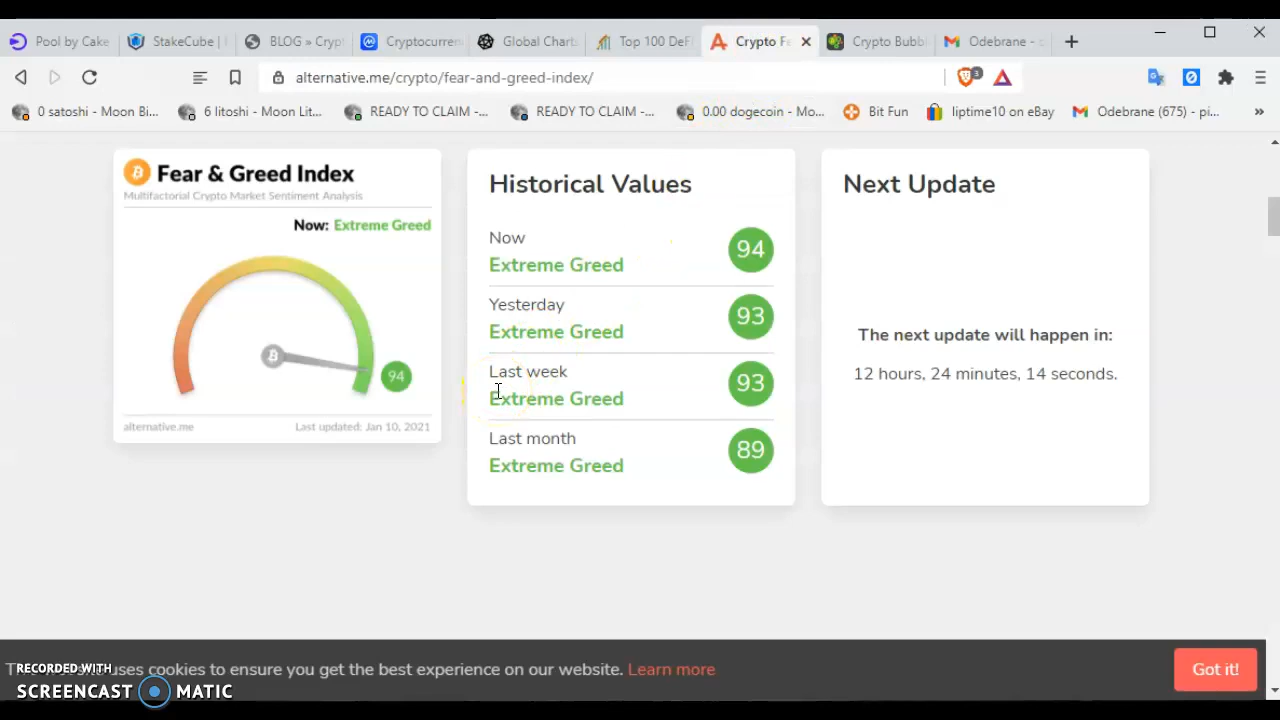 Pool by Cake
StakeCube |
BLOG » Crypt
Cryptocurren
Global Charts
Top 100 DeFi
Crypto Fe
Crypto Bubb
Odebrane -
alternative.me/crypto/fear-and-greed-index/
3
0 satoshi - Moon Bi...
6 litoshi - Moon Lit...
READY TO CLAIM -...
READY TO CLAIM -...
0.00 dogecoin - Mo...
Bit Fun
liptime10 on eBay
Odebrane (675) - pi...
»
Fear & Greed Index
Multifactorial Crypto Market Sentiment Analysis
Now: Extreme Greed
94
alternative.me
Last updated: Jan 10, 2021
Historical Values
Now
Extreme Greed
94
Yesterday
Extreme Greed
93
Last week
Extreme Greed
93
Last month
Extreme Greed
89
Next Update
The next update will happen in:
12 hours, 24 minutes, 14 seconds.
uses cookies to ensure you get the best experience on our website. Learn more
Got it!
RECORDED WITH
SCREENCAST MATIC